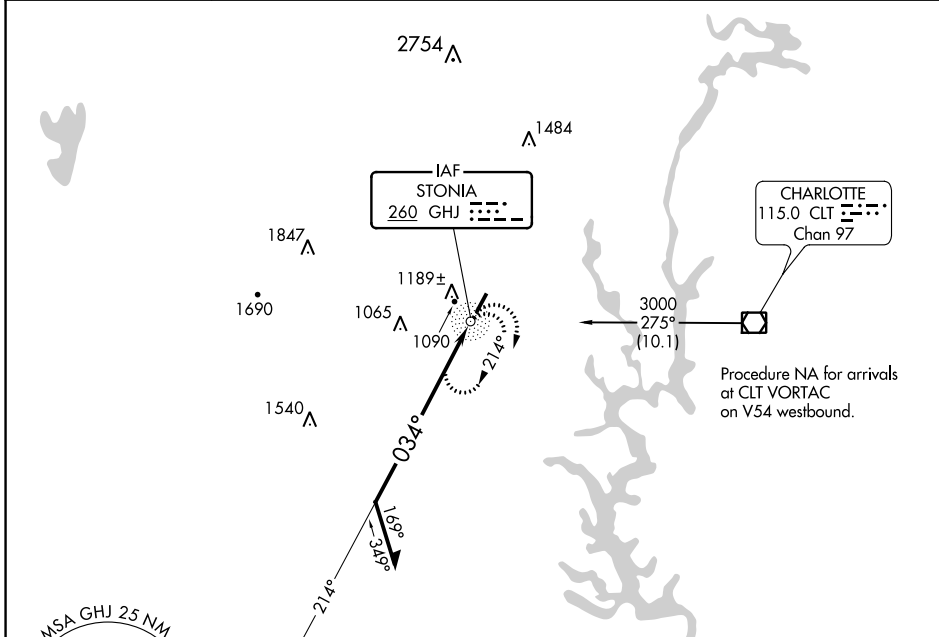 2754
1484
IAF
STONIA
260 GHJ
CHARLOTTE
115.0 CLT
Chan 97
1847
1189±
1690
1065
1090
3000
275°
(10.1)
214°
Procedure NA for arrivals
at CLT VORTAC
on V54 westbound.
1540
034°
169°
349°
214°
MSA GHJ 25 NM